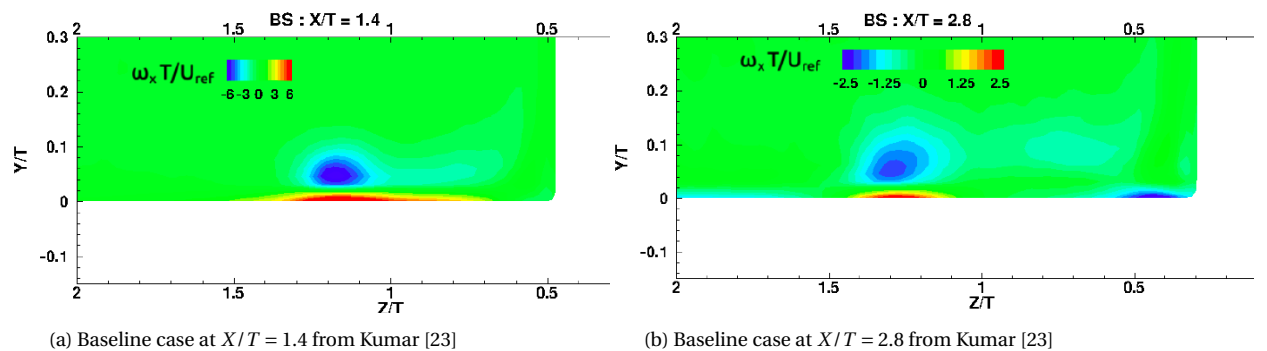 BS : X/T = 1.4
2 1.5 1 0.5
0.3
0.2
0.1
0
-0.1
Y/T
ωx T/Uref
-6 -3 0 3 6
2 1.5 1 0.5
Z/T
(a) Baseline case at X/T = 1.4 from Kumar [23]
BS : X/T = 2.8
2 1.5 1 0.5
0.3
0.2
0.1
0
-0.1
Y/T
ωx T/Uref
-2.5 -1.25 0 1.25 2.5
2 1.5 1 0.5
Z/T
(b) Baseline case at X/T = 2.8 from Kumar [23]